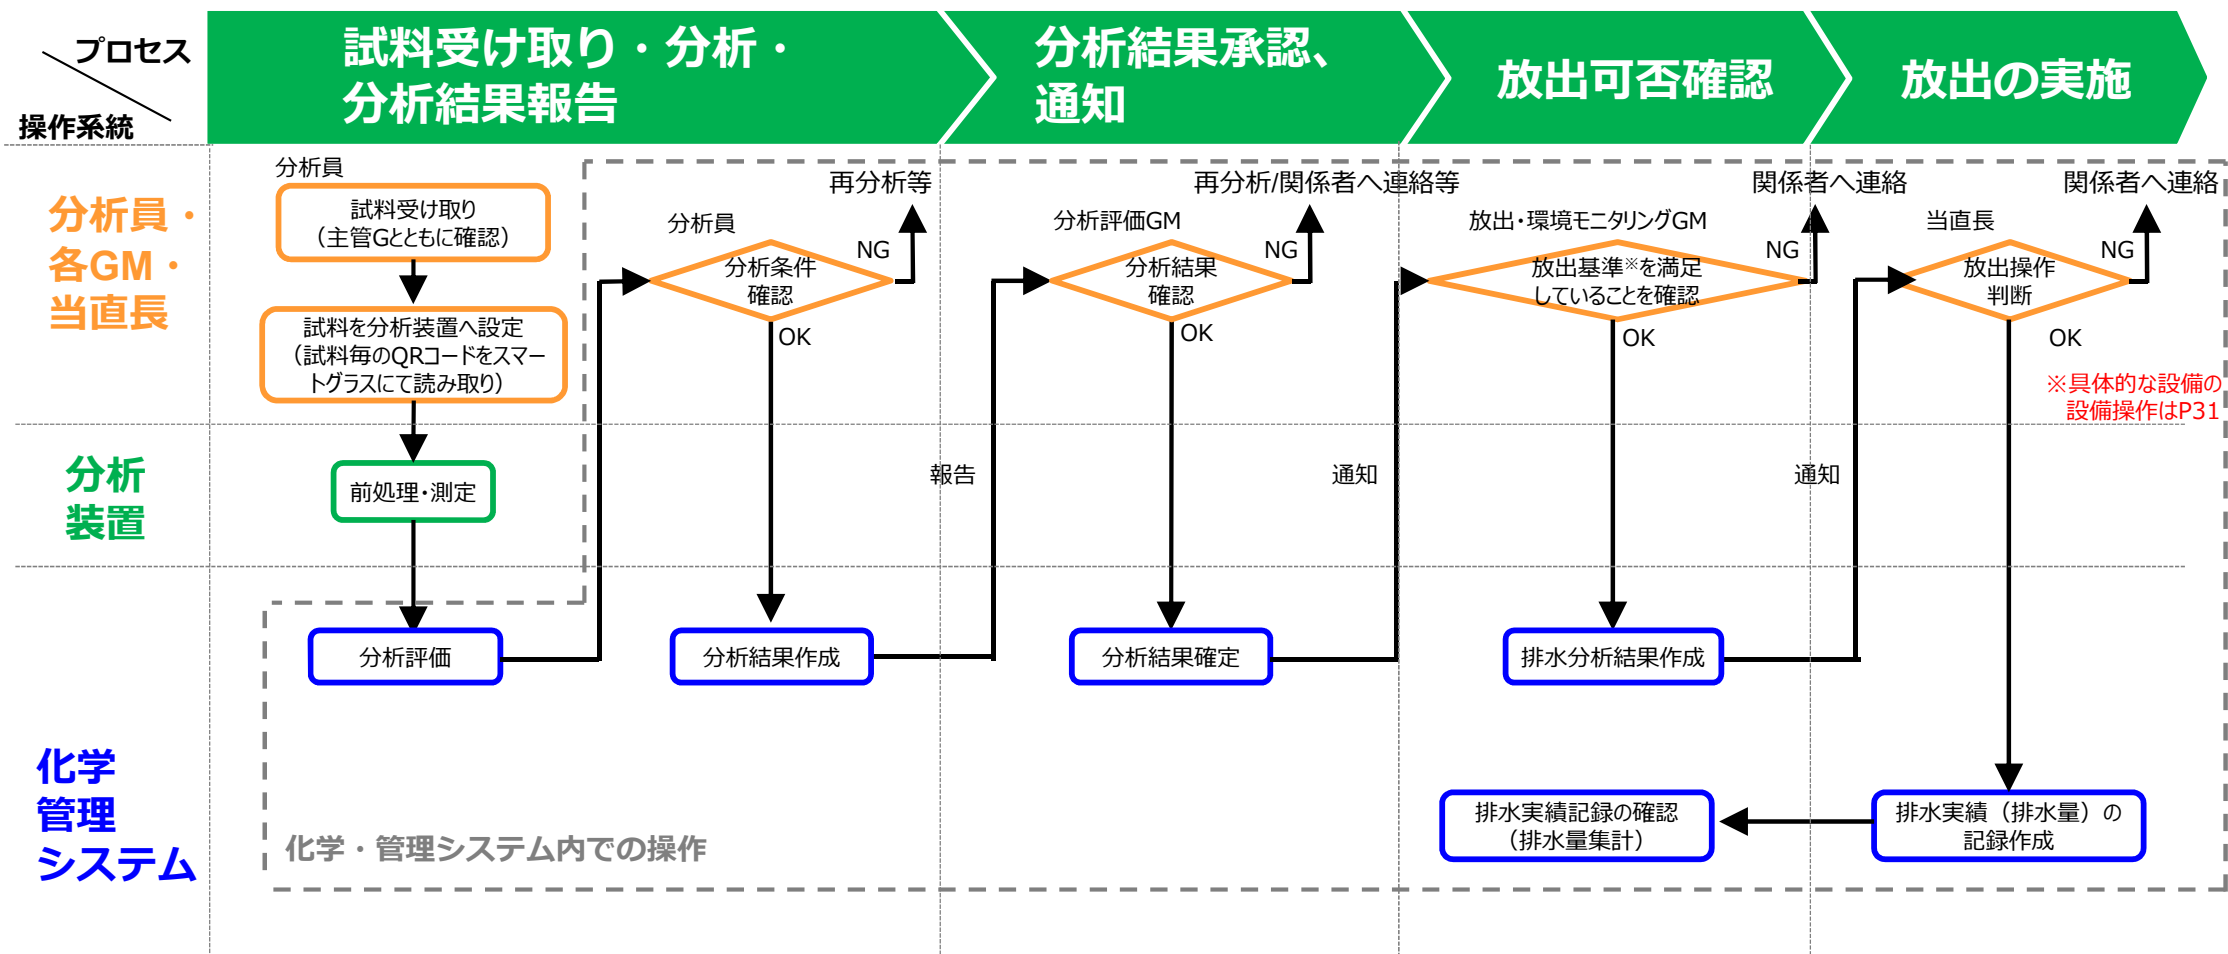 プロセス
操作系統
試料受け取り・分析・
分析結果報告
分析結果承認、
通知
放出可否確認
放出の実施
分析員・
各GM・
当直長
分析員
試料受け取り
（主管Gとともに確認）
試料を分析装置へ設定
（試料毎のQRコードをスマー
トグラスにて読み取り）
分析員
分析条件
確認
NG
再分析等
OK
分析評価GM
分析結果
確認
NG
再分析/関係者へ連絡等
OK
放出・環境モニタリングGM
放出基準※を満足
していることを確認
NG
関係者へ連絡
OK
当直長
放出操作
判断
NG
関係者へ連絡
OK
※具体的な設備の
設備操作はP31
分析
装置
前処理・測定
報告
通知
通知
化学
管理
システム
分析評価
分析結果作成
分析結果確定
排水分析結果作成
排水実績記録の確認
（排水量集計）
排水実績（排水量）の
記録作成
化学・管理システム内での操作